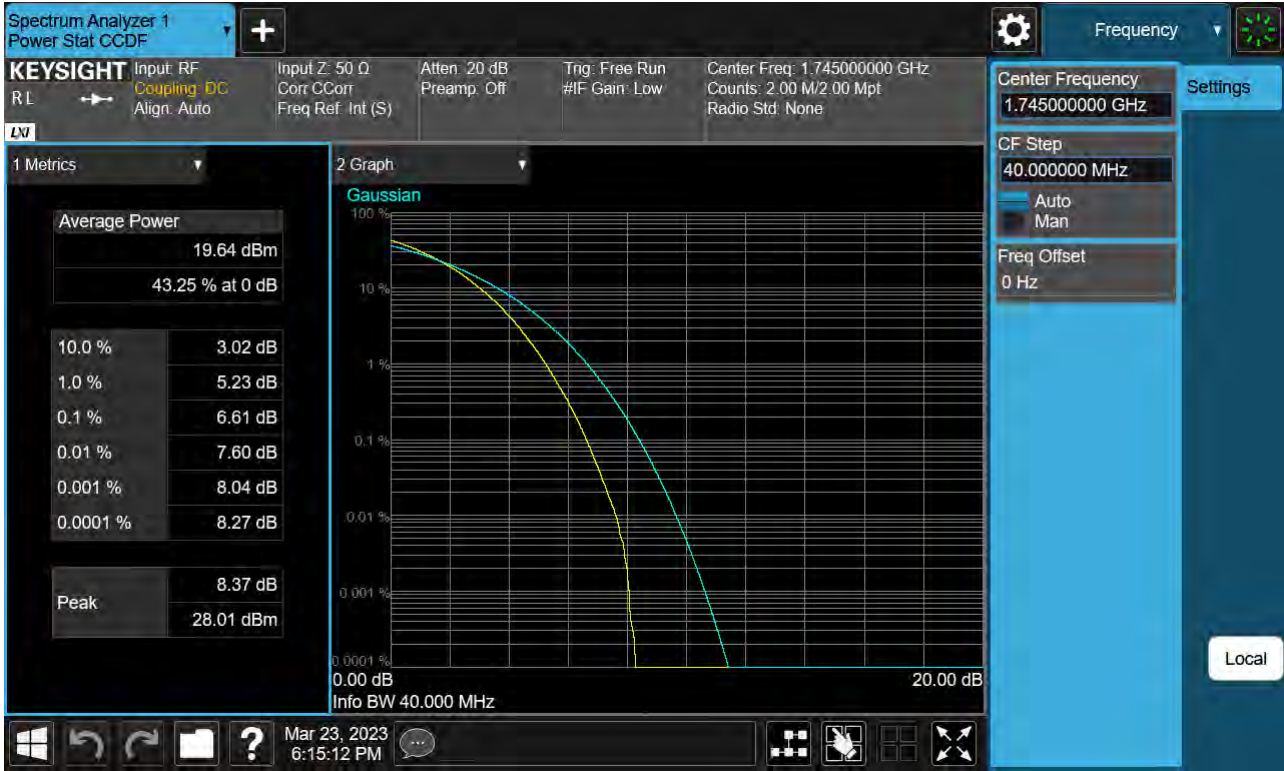 Spectrum Analyzer 1
Power Stat CCDF
+
Frequency
KEYSIGHT
R L
LXI
Input: RF
Coupling: DC
Align: Auto
Input Z: 50 Ω
Corr CCorr
Freq Ref: Int (S)
Atten: 20 dB
Preamp: Off
Trig: Free Run
#IF Gain: Low
Center Freq: 1.745000000 GHz
Counts: 2.00 M/2.00 Mpt
Radio Std: None
Center Frequency
1.745000000 GHz
Settings
CF Step
40.000000 MHz
Auto
Man
Freq Offset
0 Hz
1 Metrics
Average Power
19.64 dBm
43.25 % at 0 dB
10.0 % 3.02 dB
1.0 % 5.23 dB
0.1 % 6.61 dB
0.01 % 7.60 dB
0.001 % 8.04 dB
0.0001 % 8.27 dB
Peak
8.37 dB
28.01 dBm
2 Graph
Gaussian
100 %
10 %
1 %
0.1 %
0.01 %
0.001 %
0.0001 %
0.00 dB 20.00 dB
Info BW 40.000 MHz
Local
?
Mar 23, 2023
6:15:12 PM